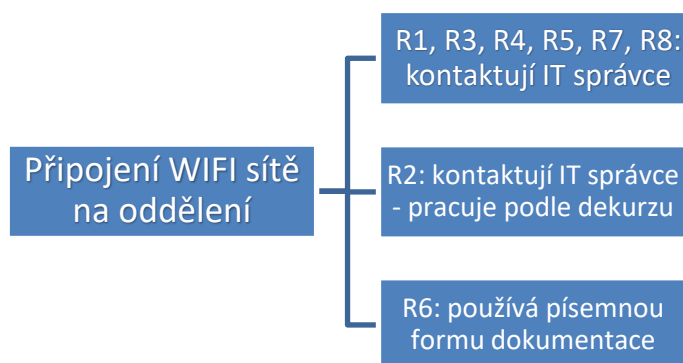 Připojení WIFI sítě
na oddělení
R1, R3, R4, R5, R7, R8:
kontaktují IT správce
R2: kontaktují IT správce
- pracuje podle dekurzu
R6: používá písemnou
formu dokumentace